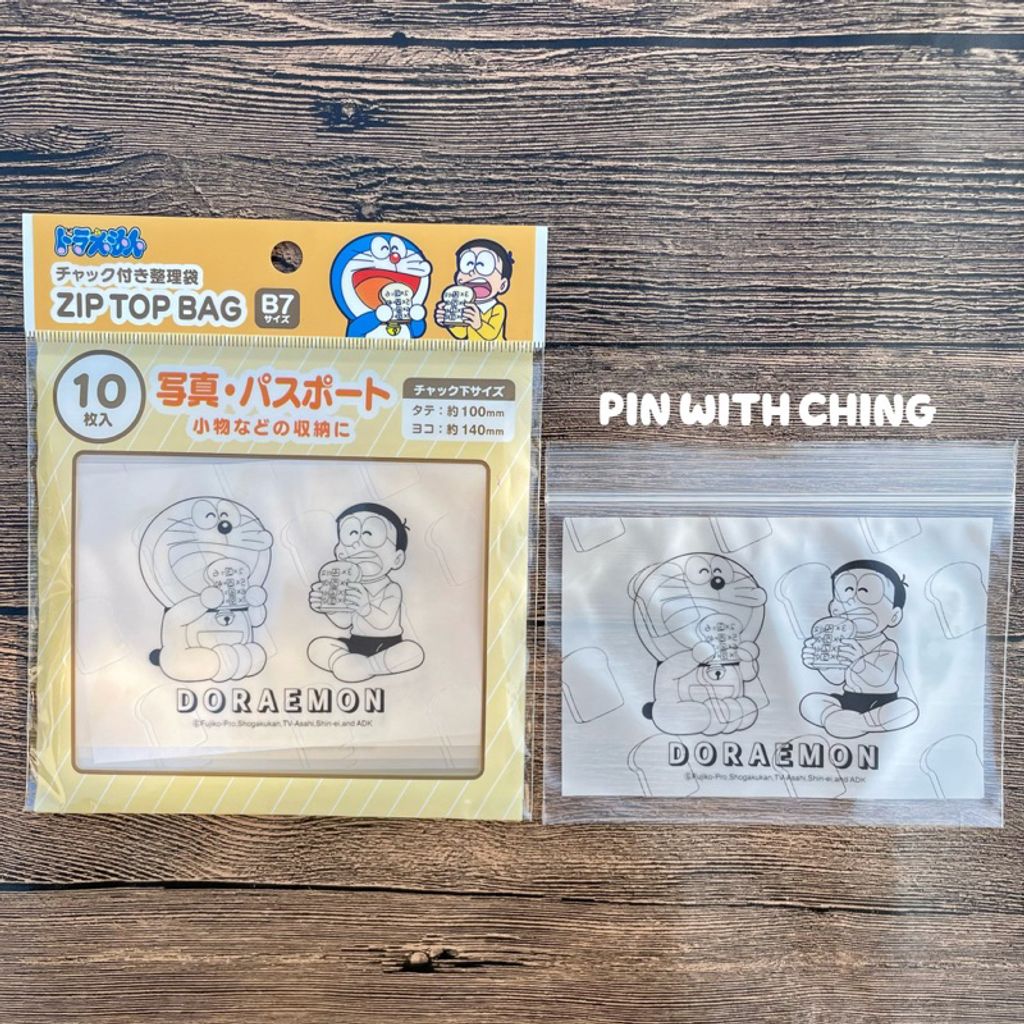 ドラえもん
チャック付き整理袋
ZIP TOP BAG
B7
サイズ
10
枚入
写真・パスポート
小物などの収納に
チャック下サイズ
タテ：約100mm
ヨコ：約140mm
DORAEMON
©Fujiko-Pro,Shogakukan,TV-Asahi,Shin-ei,and ADK
PIN WITH CHING
DORAEMON
©Fujiko-Pro,Shogakukan,TV-Asahi,Shin-ei,and ADK